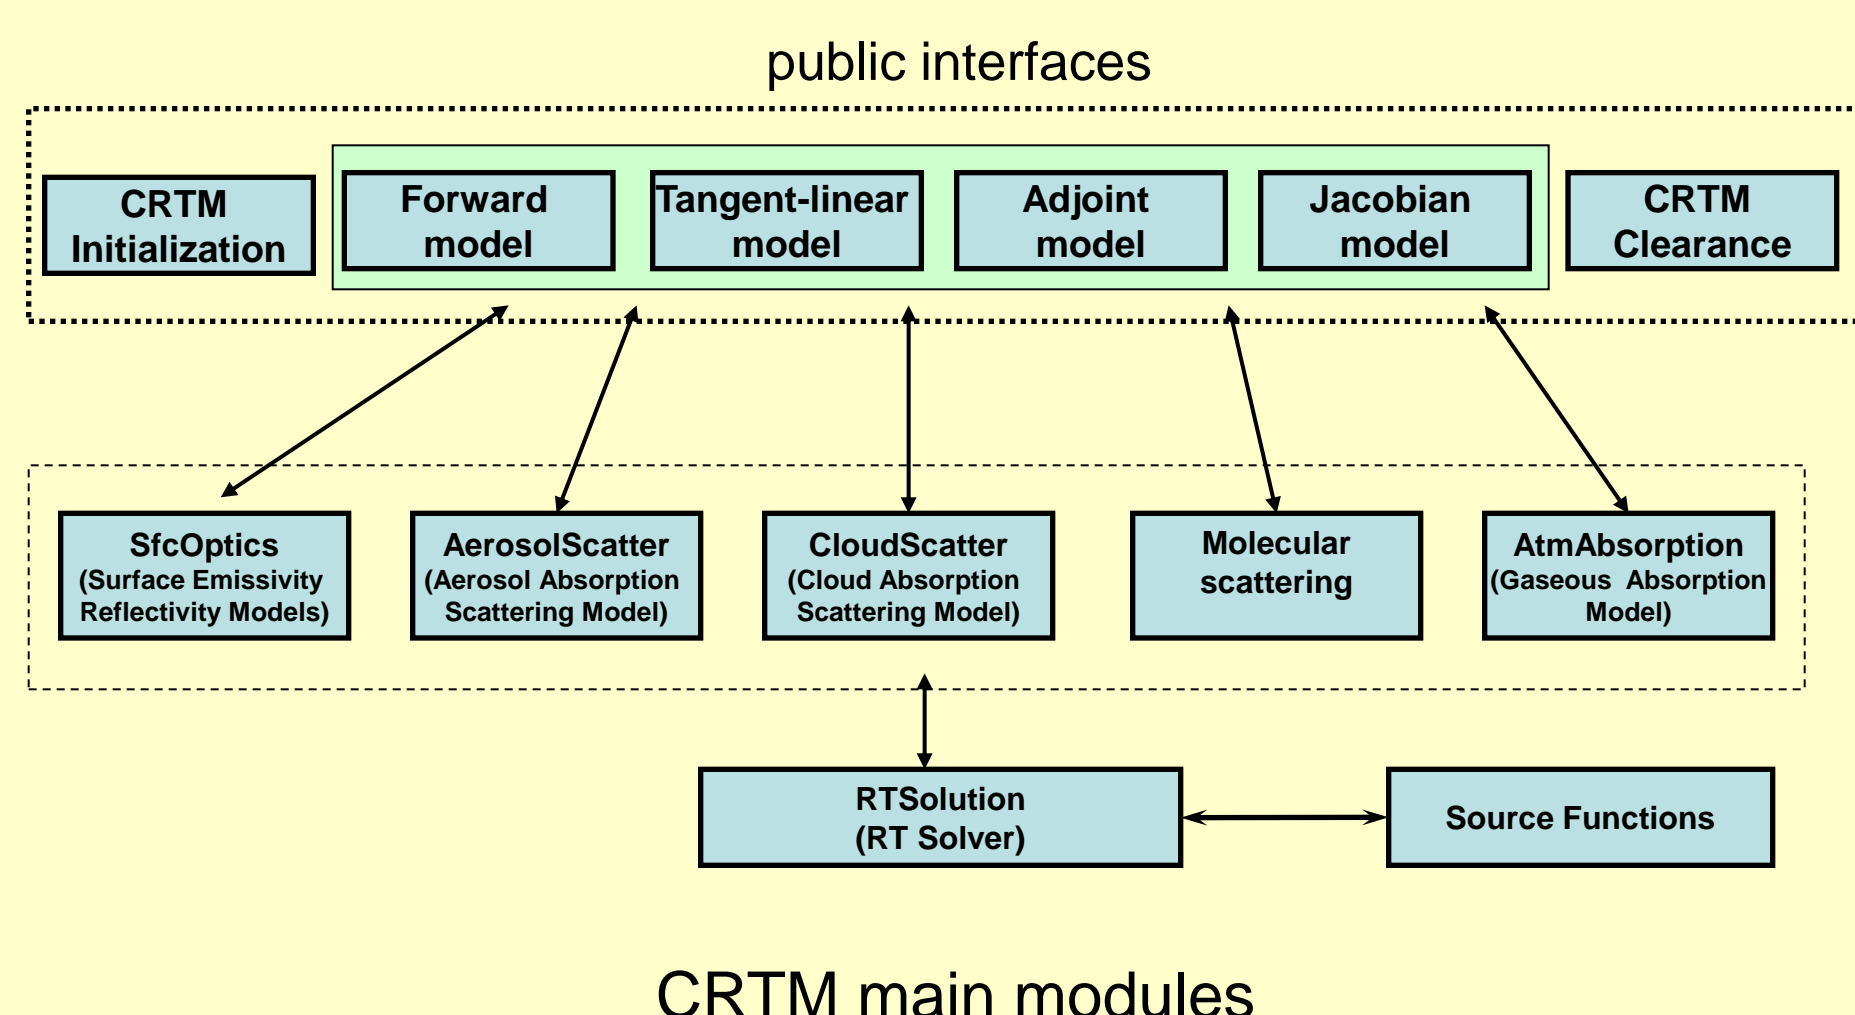 public interfaces
CRTM
Initialization
Forward
model
Tangent-linear
model
Adjoint
model
Jacobian
model
CRTM
Clearance
SfcOptics
(Surface Emissivity
Reflectivity Models)
AerosolScatter
(Aerosol Absorption
Scattering Model)
CloudScatter
(Cloud Absorption
Scattering Model)
Molecular
scattering
AtmAbsorption
(Gaseous Absorption
Model)
RTSolution
(RT Solver)
Source Functions
CRTM main modules